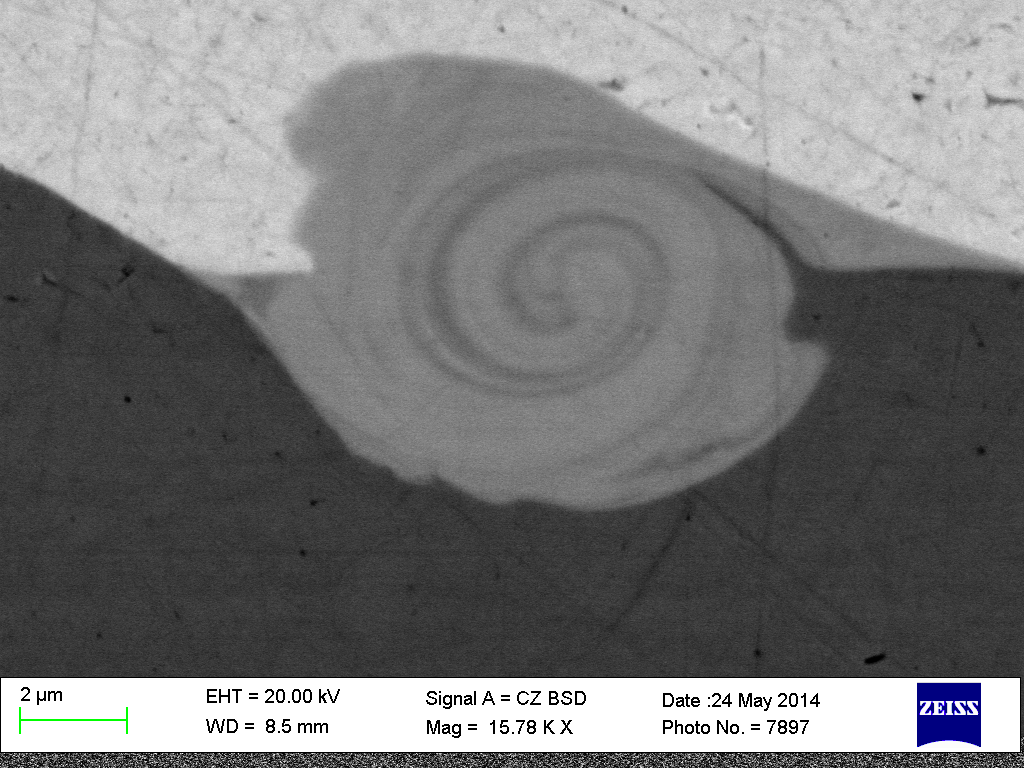 2 µm
EHT = 20.00 kV
Signal A = CZ BSD
Date :24 May 2014
WD = 8.5 mm
Mag = 15.78 K X
Photo No. = 7897
ZEISS